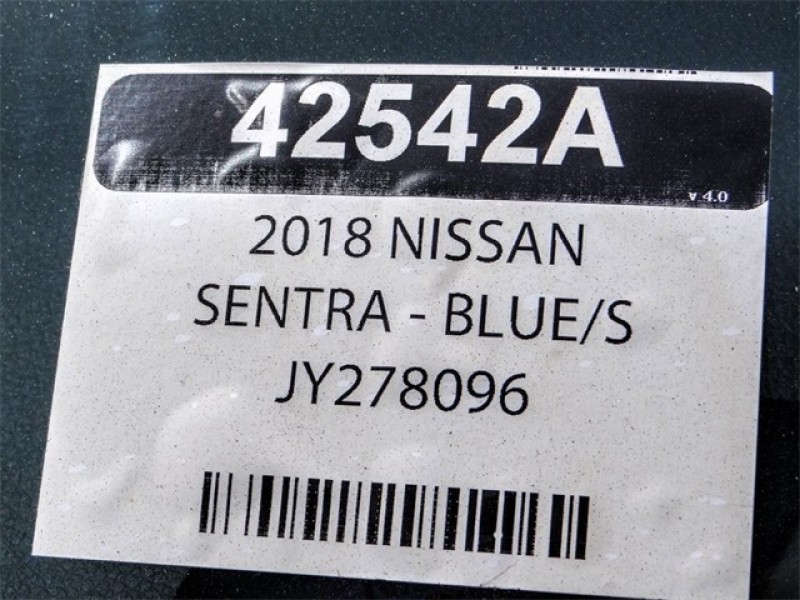 42542A
v 4.0
2018 NISSAN
SENTRA - BLUE/S
JY278096